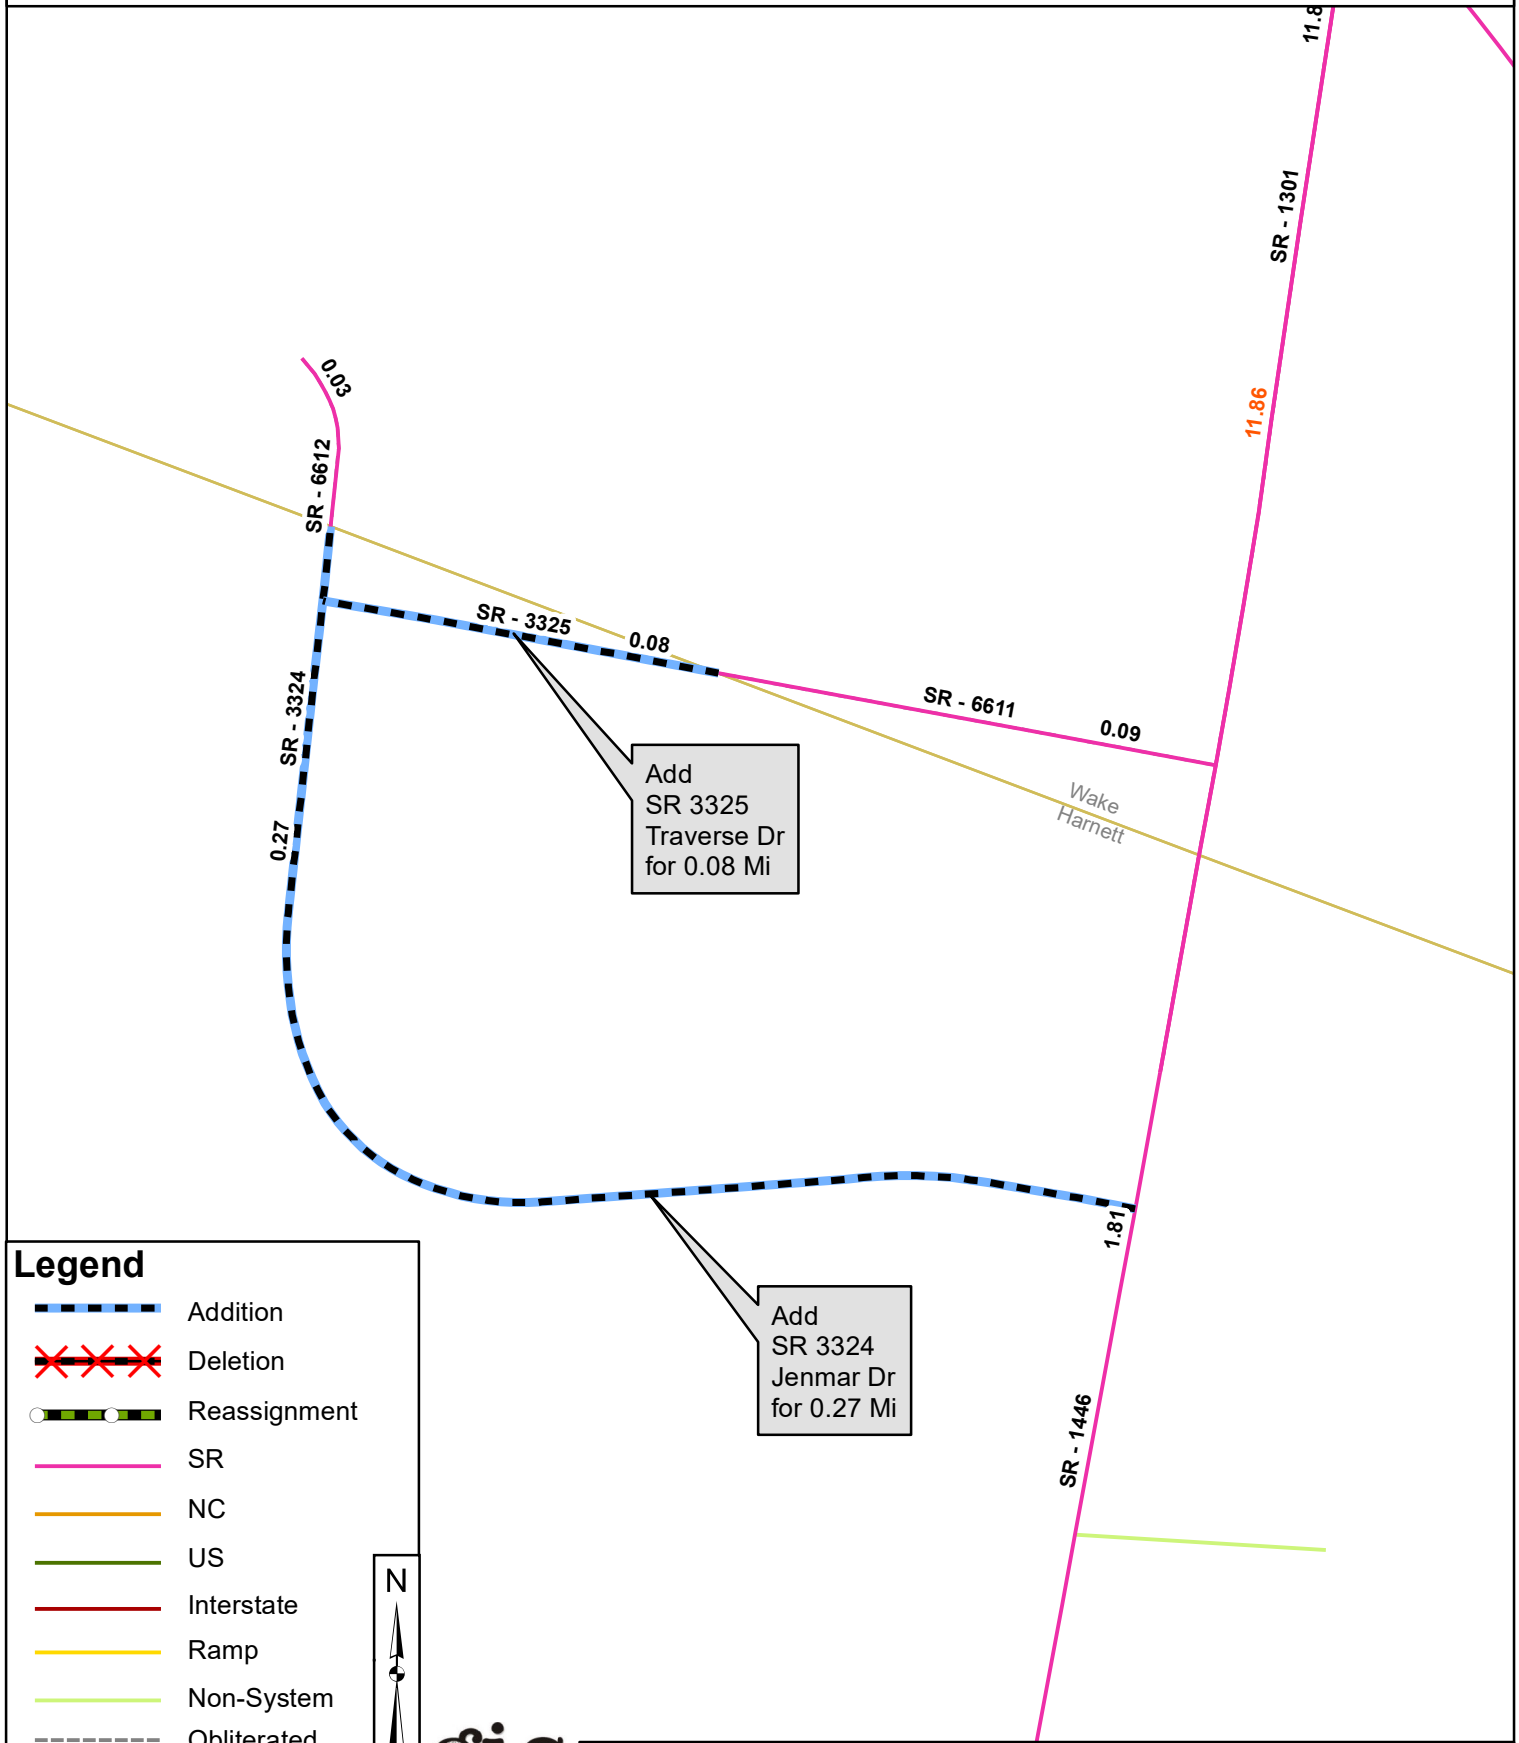 11.8
SR - 1301
0.03
11.86
SR - 6612
SR - 3325
0.08
SR - 3324
SR - 6611
0.09
Add
SR 3325
Traverse Dr
for 0.08 Mi
Wake
Harnett
0.27
1.81
Legend
Addition
Deletion
Reassignment
SR
NC
US
Interstate
Ramp
Non-System
Obliterated
Add
SR 3324
Jenmar Dr
for 0.27 Mi
SR - 1446
N